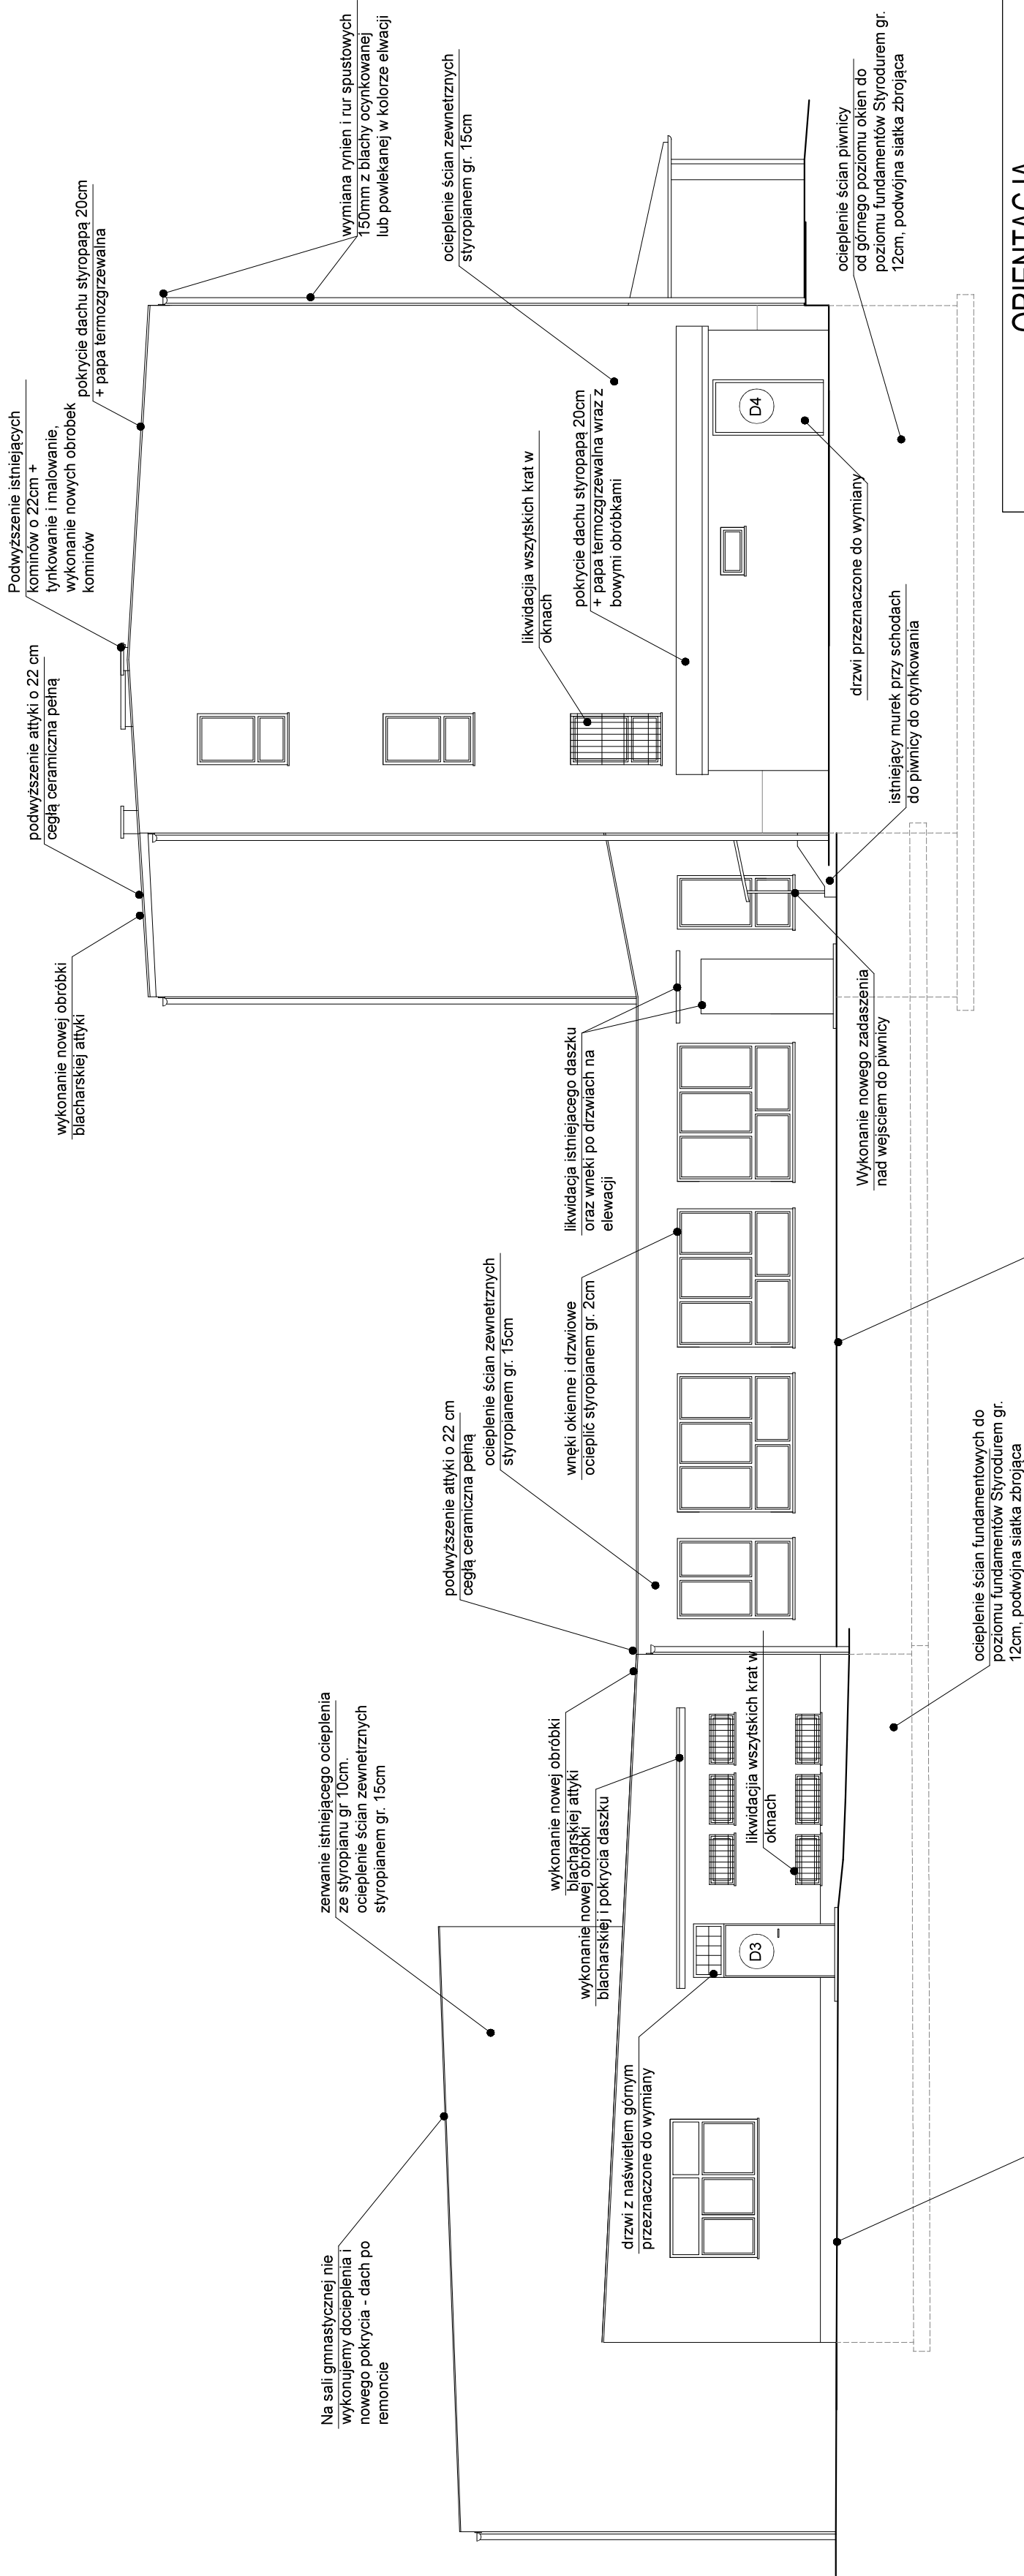 Na sali gmnastycznej nie
wykonujemy docieplenia i
nowego pokrycia - dach po
remoncie
zerwanie istniejącego ocieplenia
ze styropianu gr 10cm.
ocieplenie ścian zewnetrznych
styropianem gr. 15cm
drzwi z naświetlem górnym
przeznaczone do wymiany
D3
wykonanie nowej obróbki
blacharskiej attyki
wykonanie nowej obróbki
blacharskiej i pokrycia daszku
likwidacjia wszytskich krat w
oknach
podwyższenie attyki o 22 cm
cegłą ceramiczna pełną
ocieplenie ścian zewnetrznych
styropianem gr. 15cm
wnęki okienne i drzwiowe
ocieplić styropianem gr. 2cm
ocieplenie ścian fundamentowych do
poziomu fundamentów Styrodurem gr.
12cm, podwójna siatka zbrojąca
likwidacja istniejacego daszku
oraz wneki po drzwiach na
elewacji
Wykonanie nowego zadaszenia
nad wejsciem do piwnicy
wykonanie nowej obróbki
blacharskiej attyki
podwyższenie attyki o 22 cm
cegłą ceramiczna pełną
Podwyższenie istniejących
kominów o 22cm +
tynkowanie i malowanie,
wykonanie nowych obrobek
kominów
pokrycie dachu styropapą 20cm
+ papa termozgrzewalna
wymiana rynien i rur spustowych
150mm z blachy ocynkowanej
lub powlekanej w kolorze elwacji
ocieplenie ścian zewnetrznych
styropianem gr. 15cm
likwidacjia wszytskich krat w
oknach
pokrycie dachu styropapą 20cm
+ papa termozgrzewalna wraz z
bowymi obróbkami
D4
drzwi przeznaczone do wymiany
istniejący murek przy schodach
do piwnicy do otynkowania
ocieplenie ścian piwnicy
od górnego poziomu okien do
poziomu fundamentów Styrodurem gr.
12cm, podwójna siatka zbrojąca
ORIENTACJA